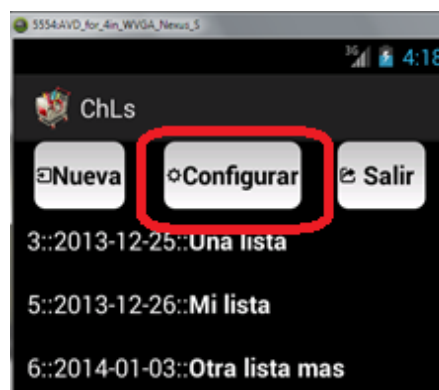 5554:AVD_for_4in_WVGA_Nexus_S
3G 4:18
ChLs
Nueva Configurar Salir
3::2013-12-25::Una lista
5::2013-12-26::Mi lista
6::2014-01-03::Otra lista mas